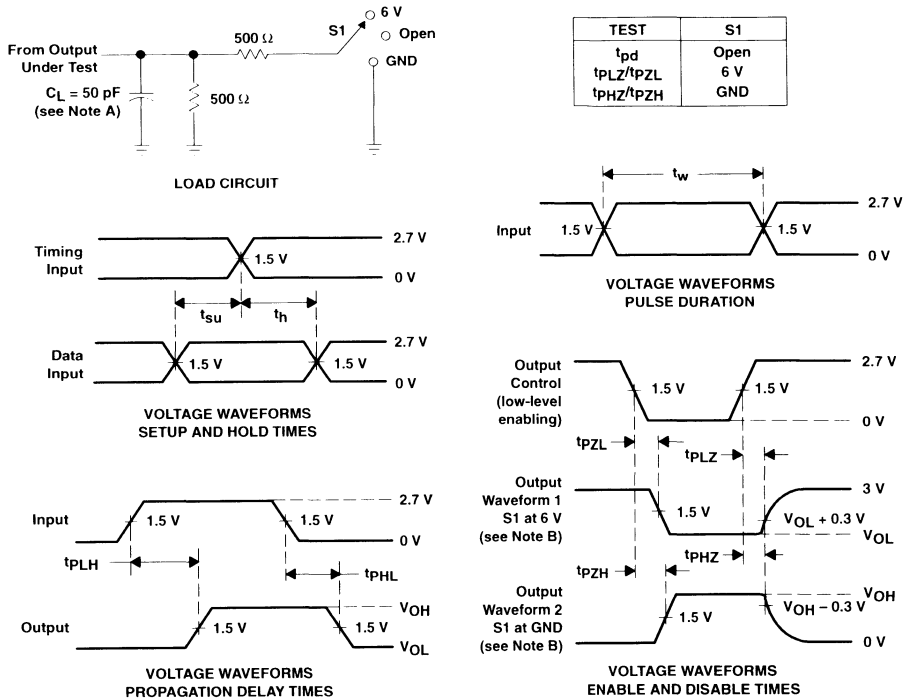 From Output
Under Test
500 Ω
S1
6 V
Open
GND
CL = 50 pF
(see Note A)
500 Ω
LOAD CIRCUIT
TEST S1
tpd Open
tPLZ/tPZL 6 V
tPHZ/tPZH GND
tw
Input
1.5 V
1.5 V
2.7 V
0 V
VOLTAGE WAVEFORMS
PULSE DURATION
Timing
Input
1.5 V
2.7 V
0 V
tsu
th
Data
Input
1.5 V
1.5 V
2.7 V
0 V
VOLTAGE WAVEFORMS
SETUP AND HOLD TIMES
Output
Control
(low-level
enabling)
1.5 V
1.5 V
2.7 V
0 V
tPZL
tPLZ
Output
Waveform 1
S1 at 6 V
(see Note B)
1.5 V
3 V
VOL + 0.3 V
VOL
tPZH
tPHZ
Output
Waveform 2
S1 at GND
(see Note B)
1.5 V
VOH
VOH − 0.3 V
0 V
VOLTAGE WAVEFORMS
ENABLE AND DISABLE TIMES
Input
1.5 V
1.5 V
2.7 V
0 V
tPLH
tPHL
Output
1.5 V
1.5 V
VOH
VOL
VOLTAGE WAVEFORMS
PROPAGATION DELAY TIMES